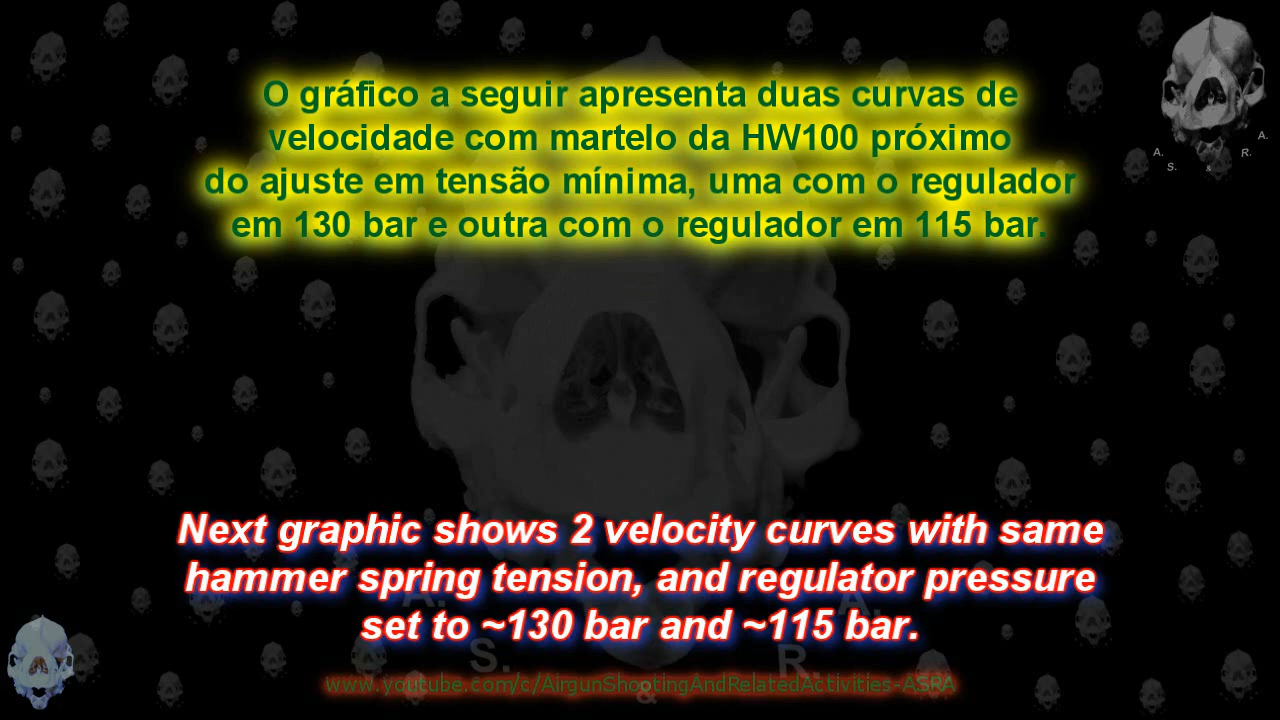 O gráfico a seguir apresenta duas curvas de
velocidade com martelo da HW100 próximo
do ajuste em tensão mínima, uma com o regulador
em 130 bar e outra com o regulador em 115 bar.
A.
A.
S.
&
R.
Next graphic shows 2 velocity curves with same
hammer spring tension, and regulator pressure
set to ~130 bar and ~115 bar.
A.
A.
S.
R.
&
www.youtube.com/c/AirgunShootingAndRelatedActivities-ASRA